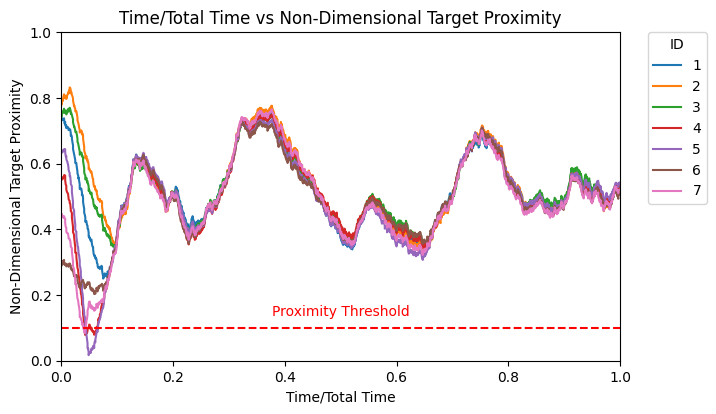 Time/Total Time vs Non-Dimensional Target Proximity
Non-Dimensional Target Proximity
1.0
0.8
0.6
0.4
0.2
0.0
Proximity Threshold
0.0 0.2 0.4 0.6 0.8 1.0
Time/Total Time
ID
1
2
3
4
5
6
7